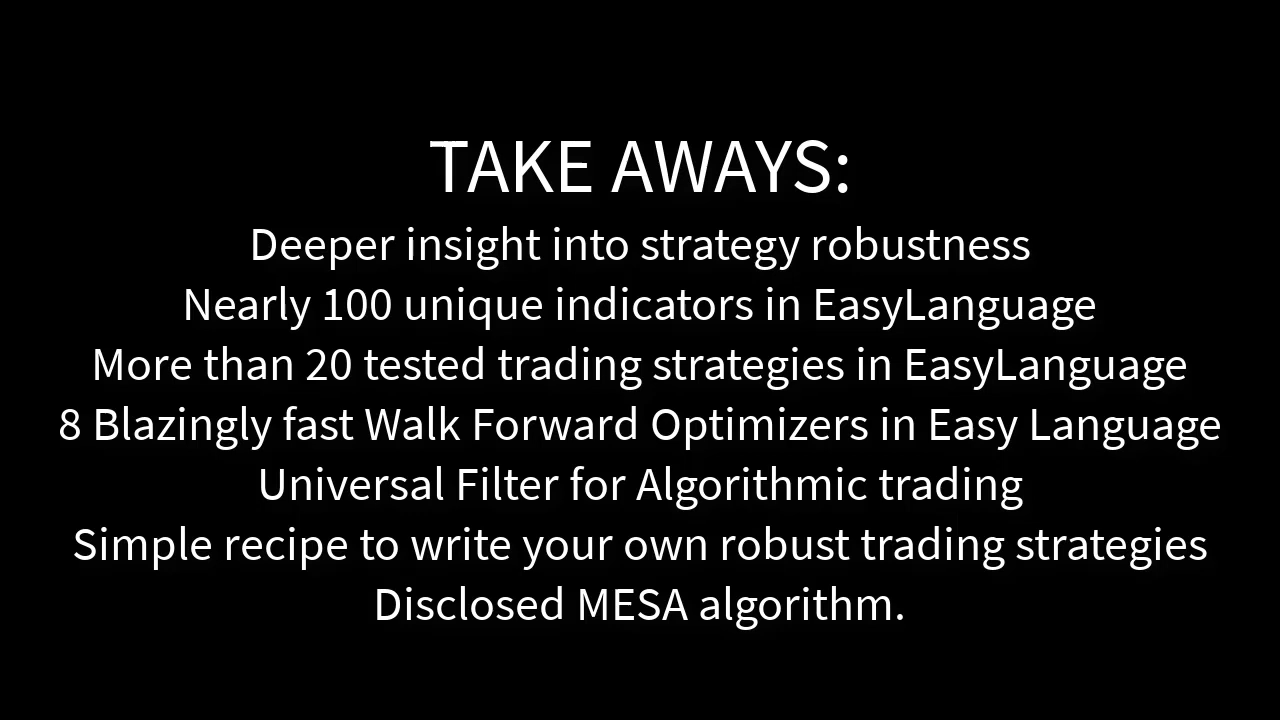 TAKE AWAYS:
Deeper insight into strategy robustness
Nearly 100 unique indicators in EasyLanguage
More than 20 tested trading strategies in EasyLanguage
8 Blazingly fast Walk Forward Optimizers in Easy Language
Universal Filter for Algorithmic trading
Simple recipe to write your own robust trading strategies
Disclosed MESA algorithm.